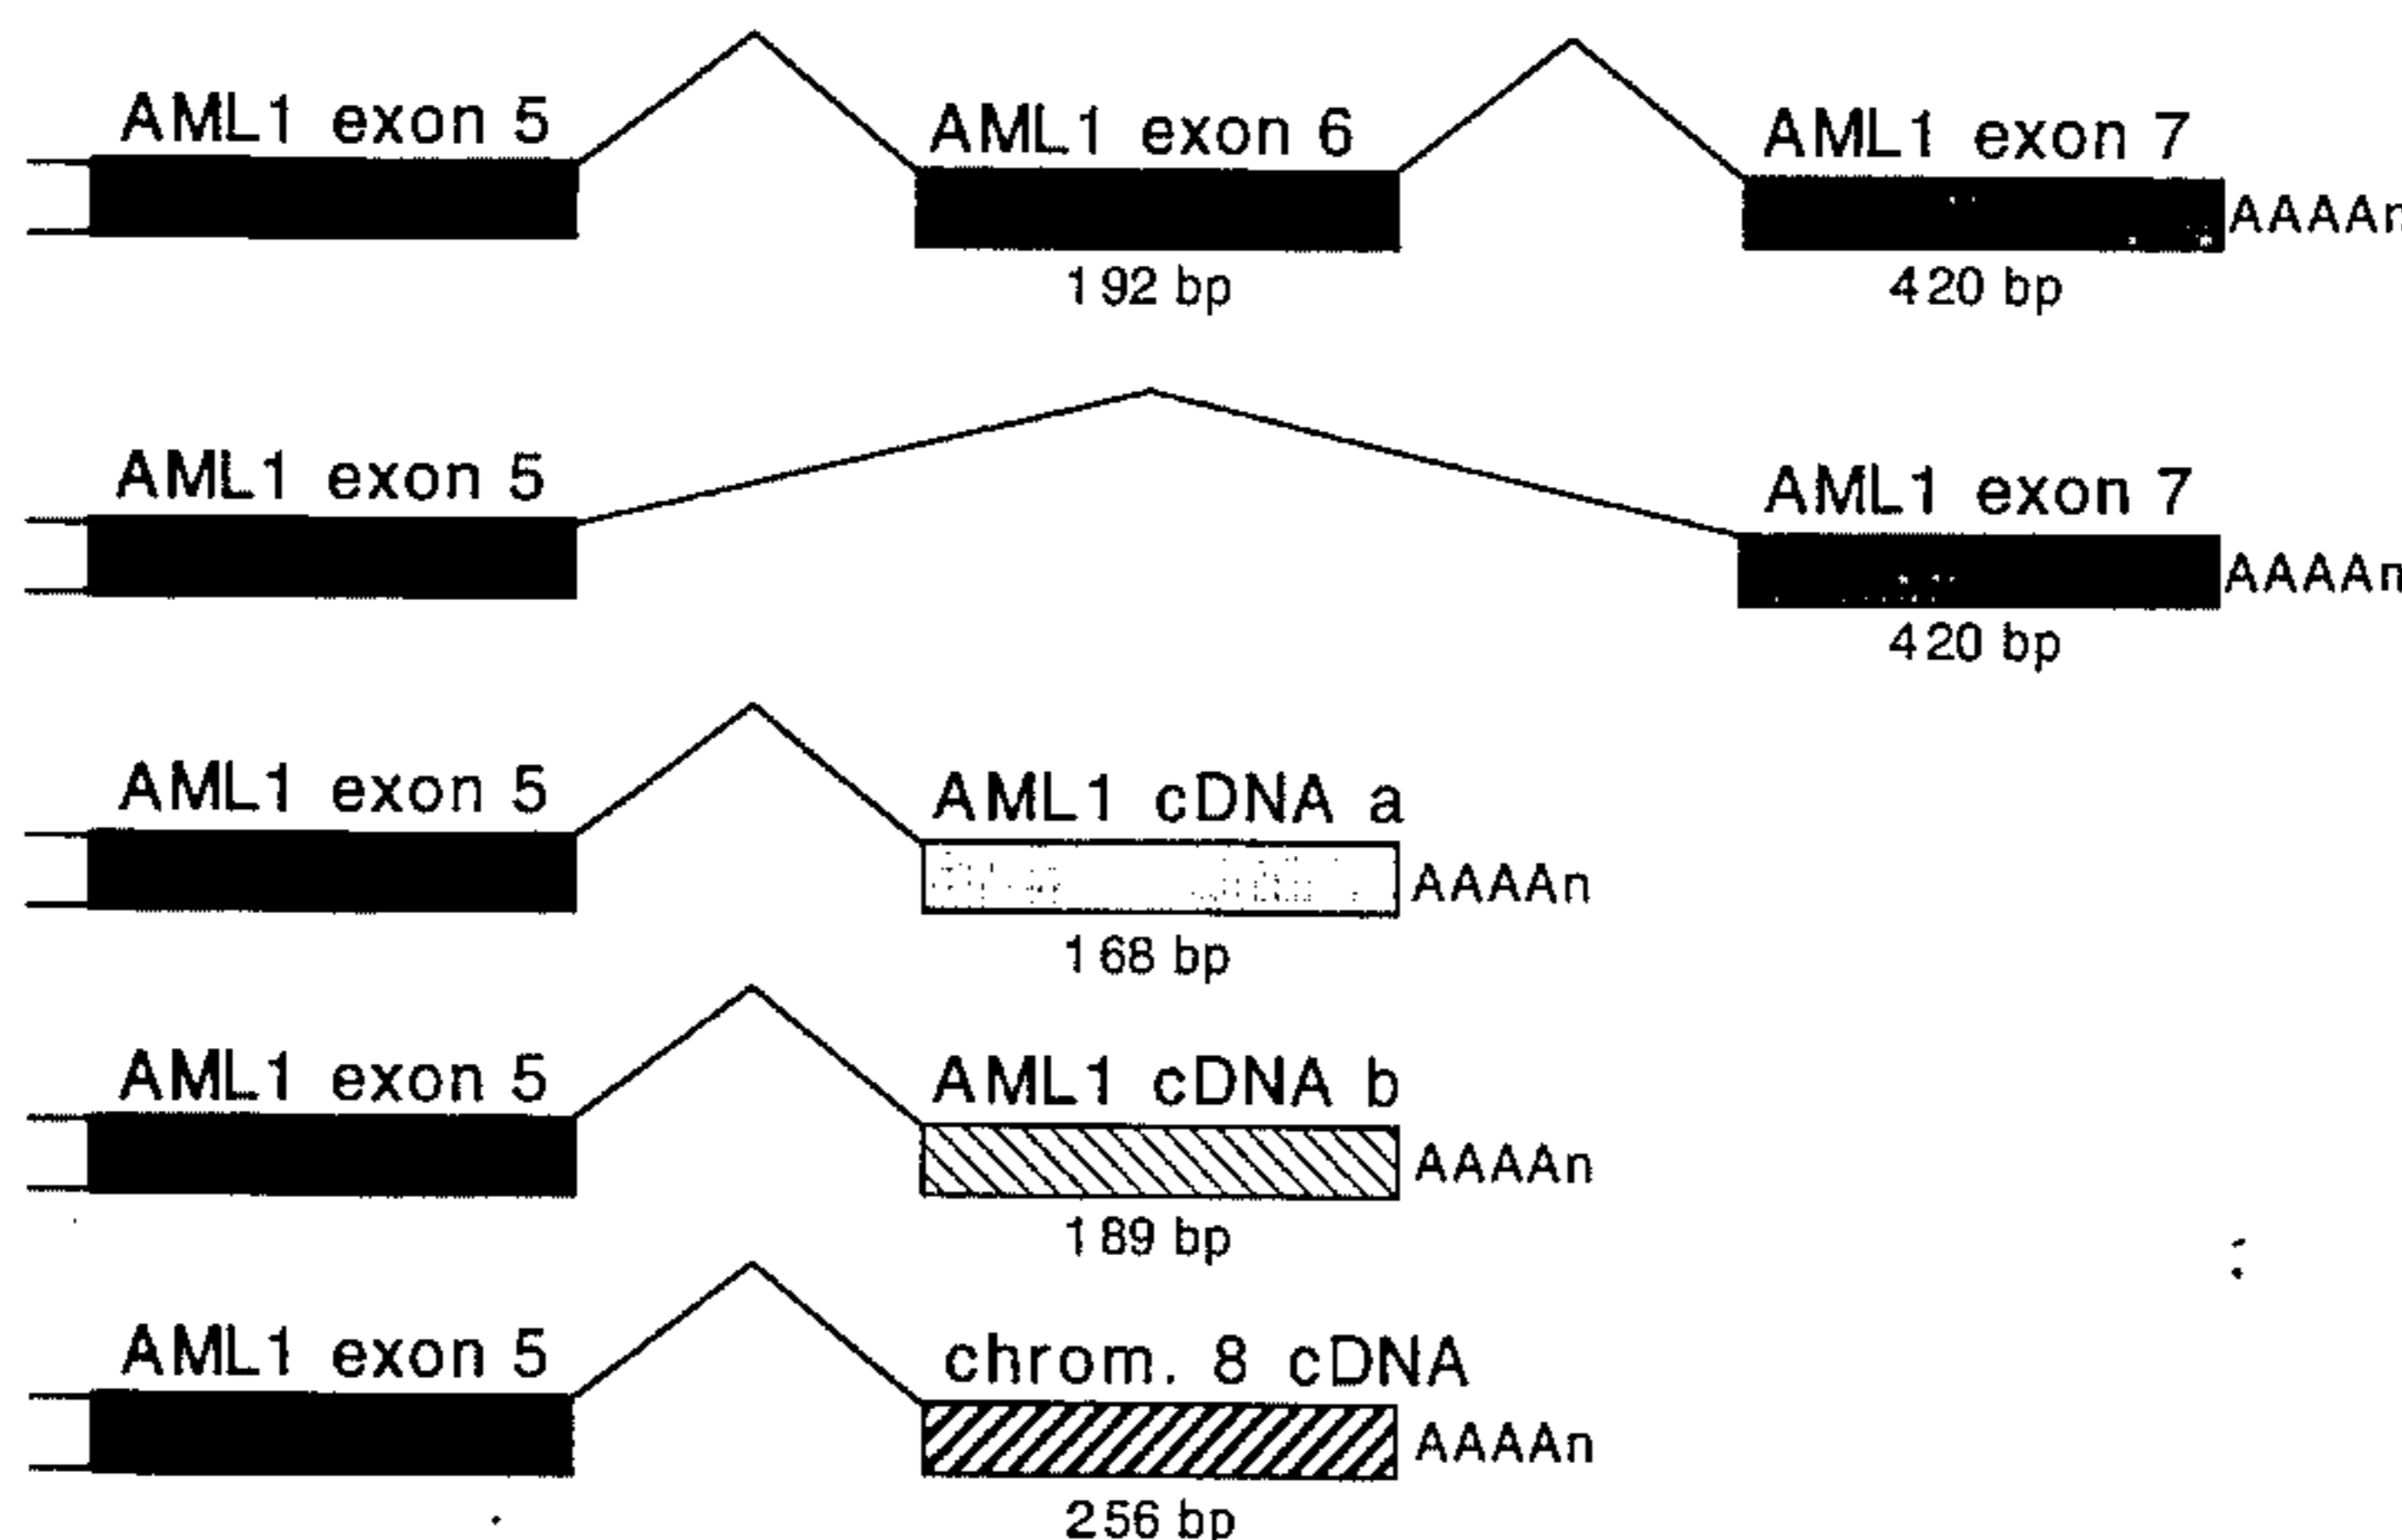 AML1 exon 5 AML1 exon 6 AML1 exon 7
AAAAn
192 bp 420 bp
AML1 exon 5 AML1 exon 7
AAAAn
420 bp
AML1 exon 5 AML1 cDNA a
AAAAn
168 bp
AML1 exon 5 AML1 cDNA b
AAAAn
189 bp
AML1 exon 5 chrom. 8 cDNA
AAAAn
256 bp